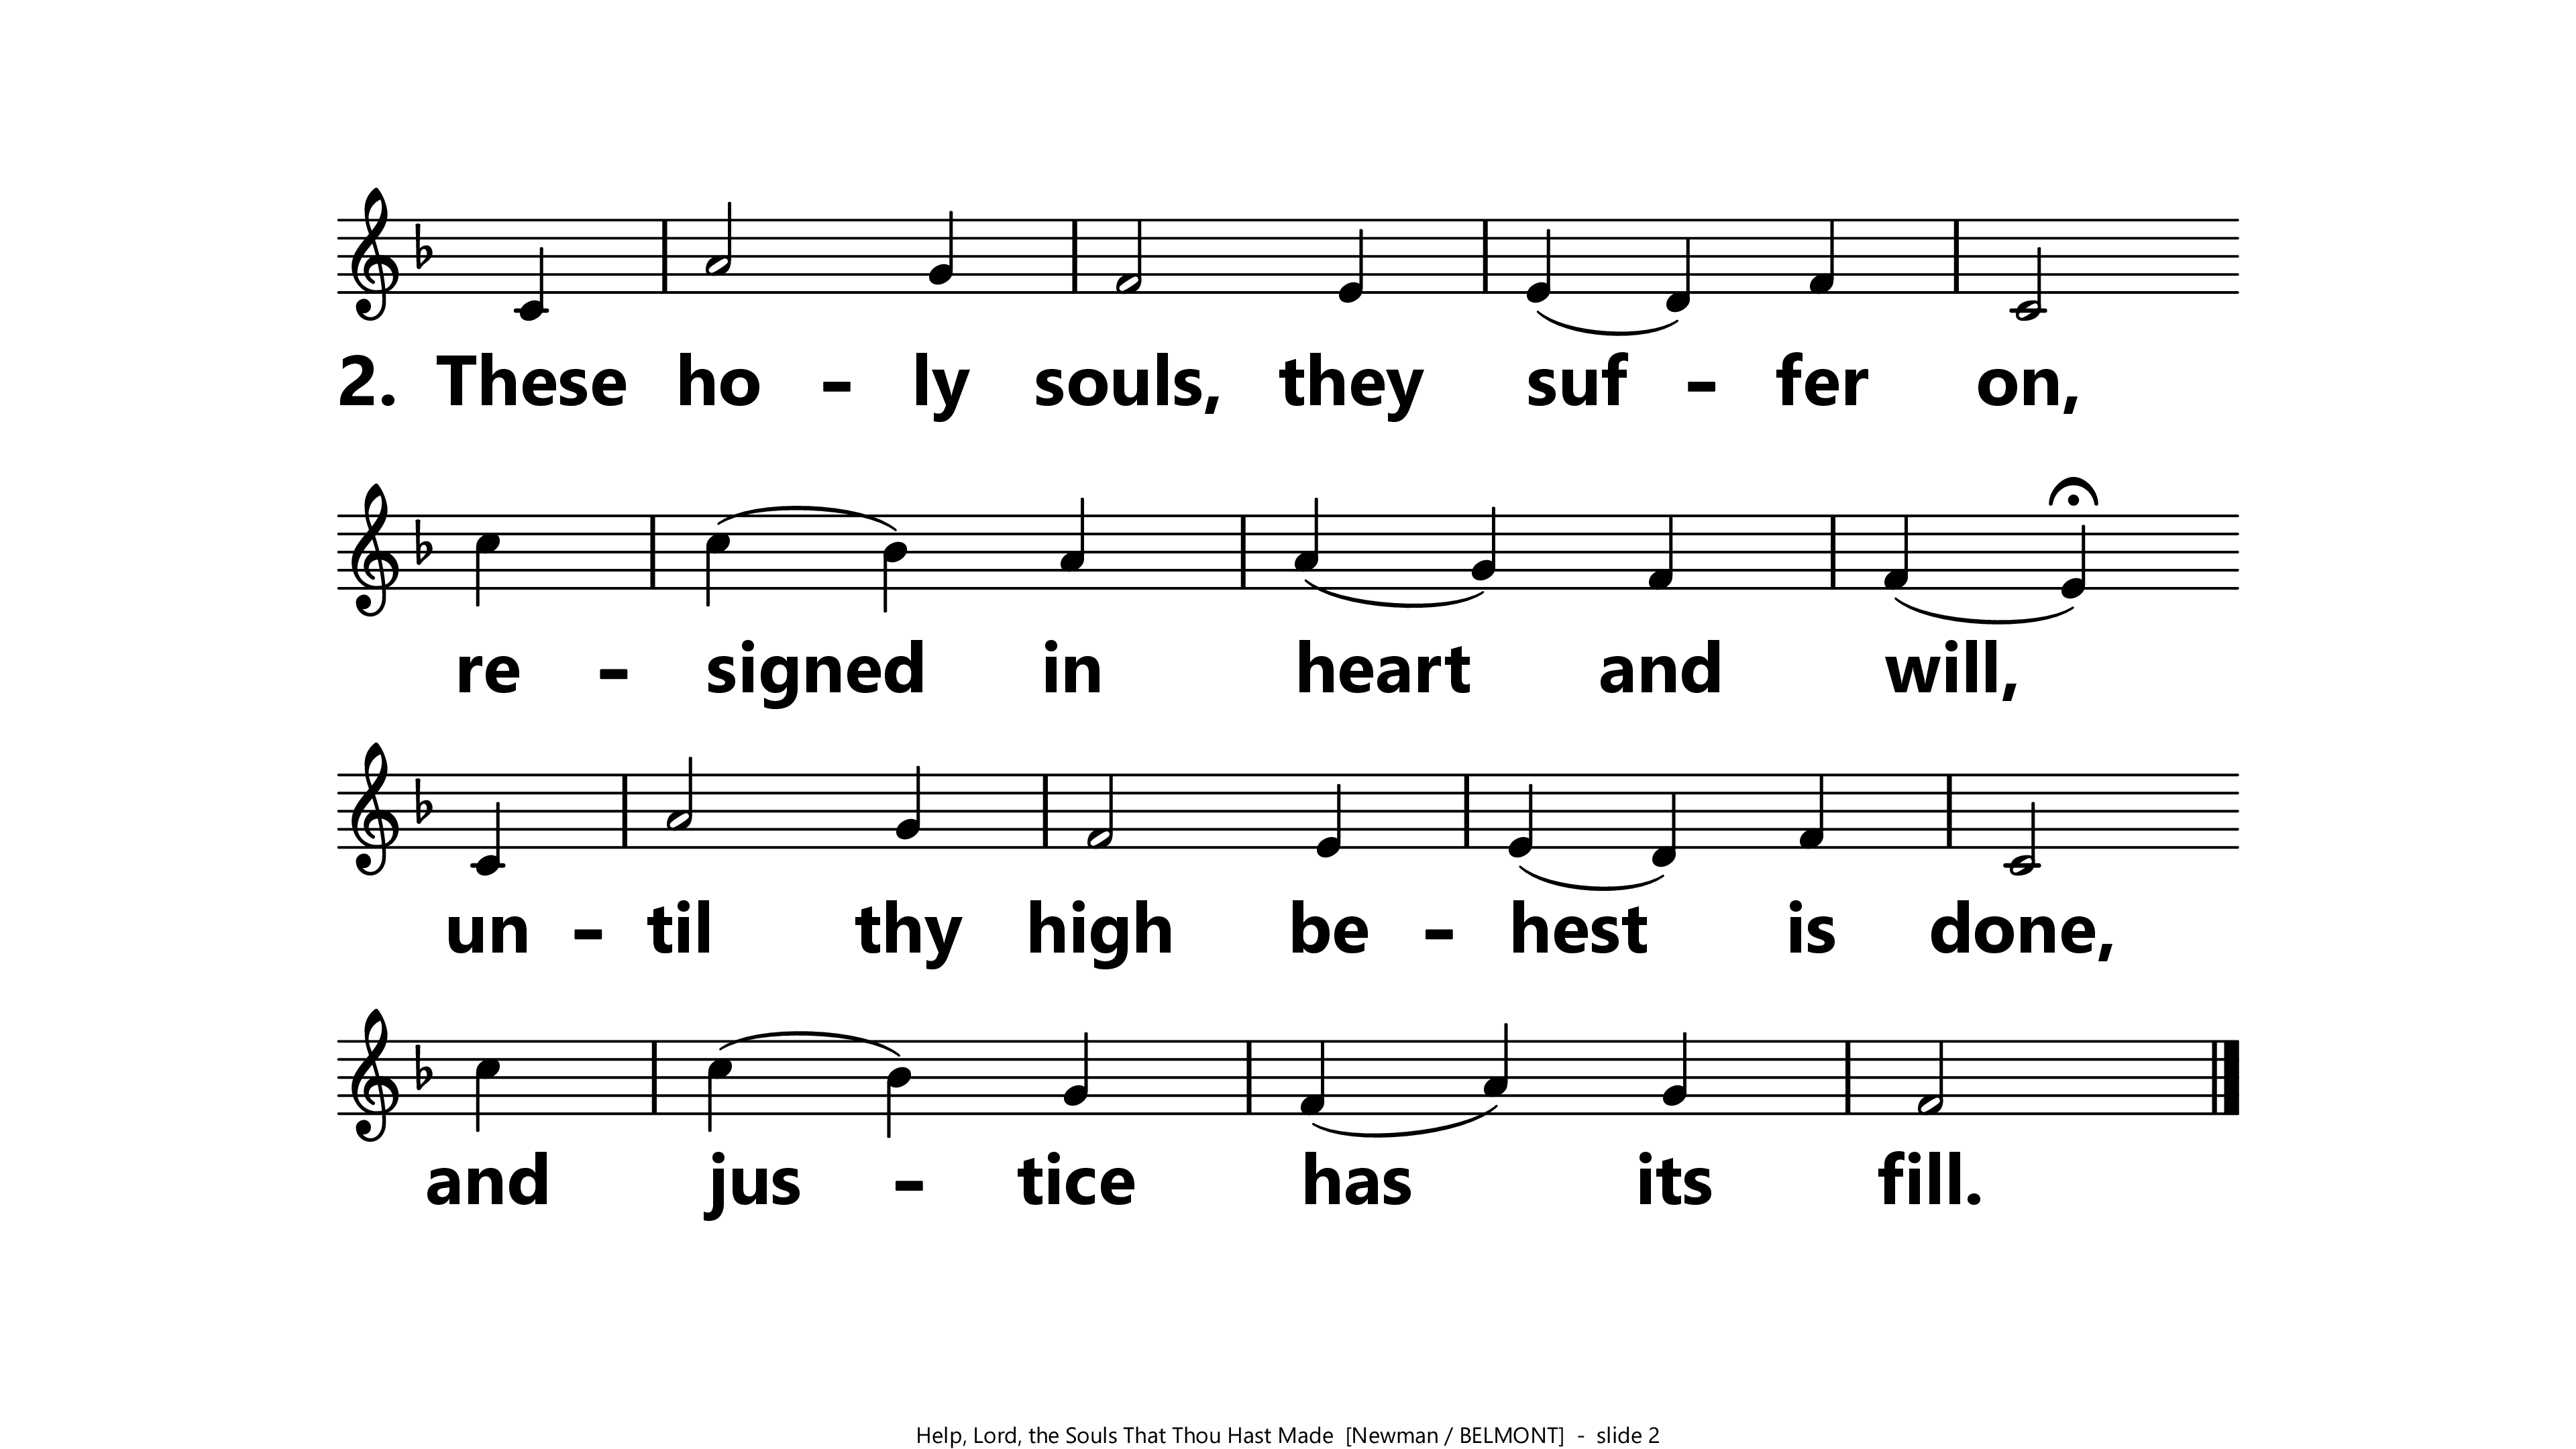 2. These ho - ly souls, they suf - fer on,
re - signed in heart and will,
un - til thy high be - hest is done,
and jus - tice has its fill.
Help, Lord, the Souls That Thou Hast Made [Newman / BELMONT] - slide 2